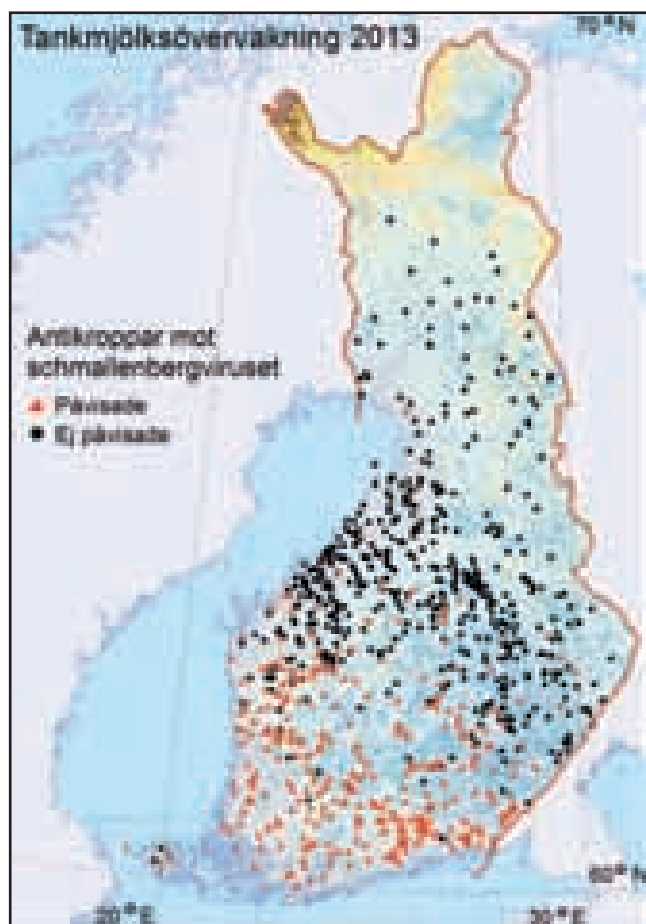 Tankmjölksövervakning 2013
70° N
Antikroppar mot
schmallenbergviruset
Påvisade
Ej påvisade
60° N
20° E
30° E